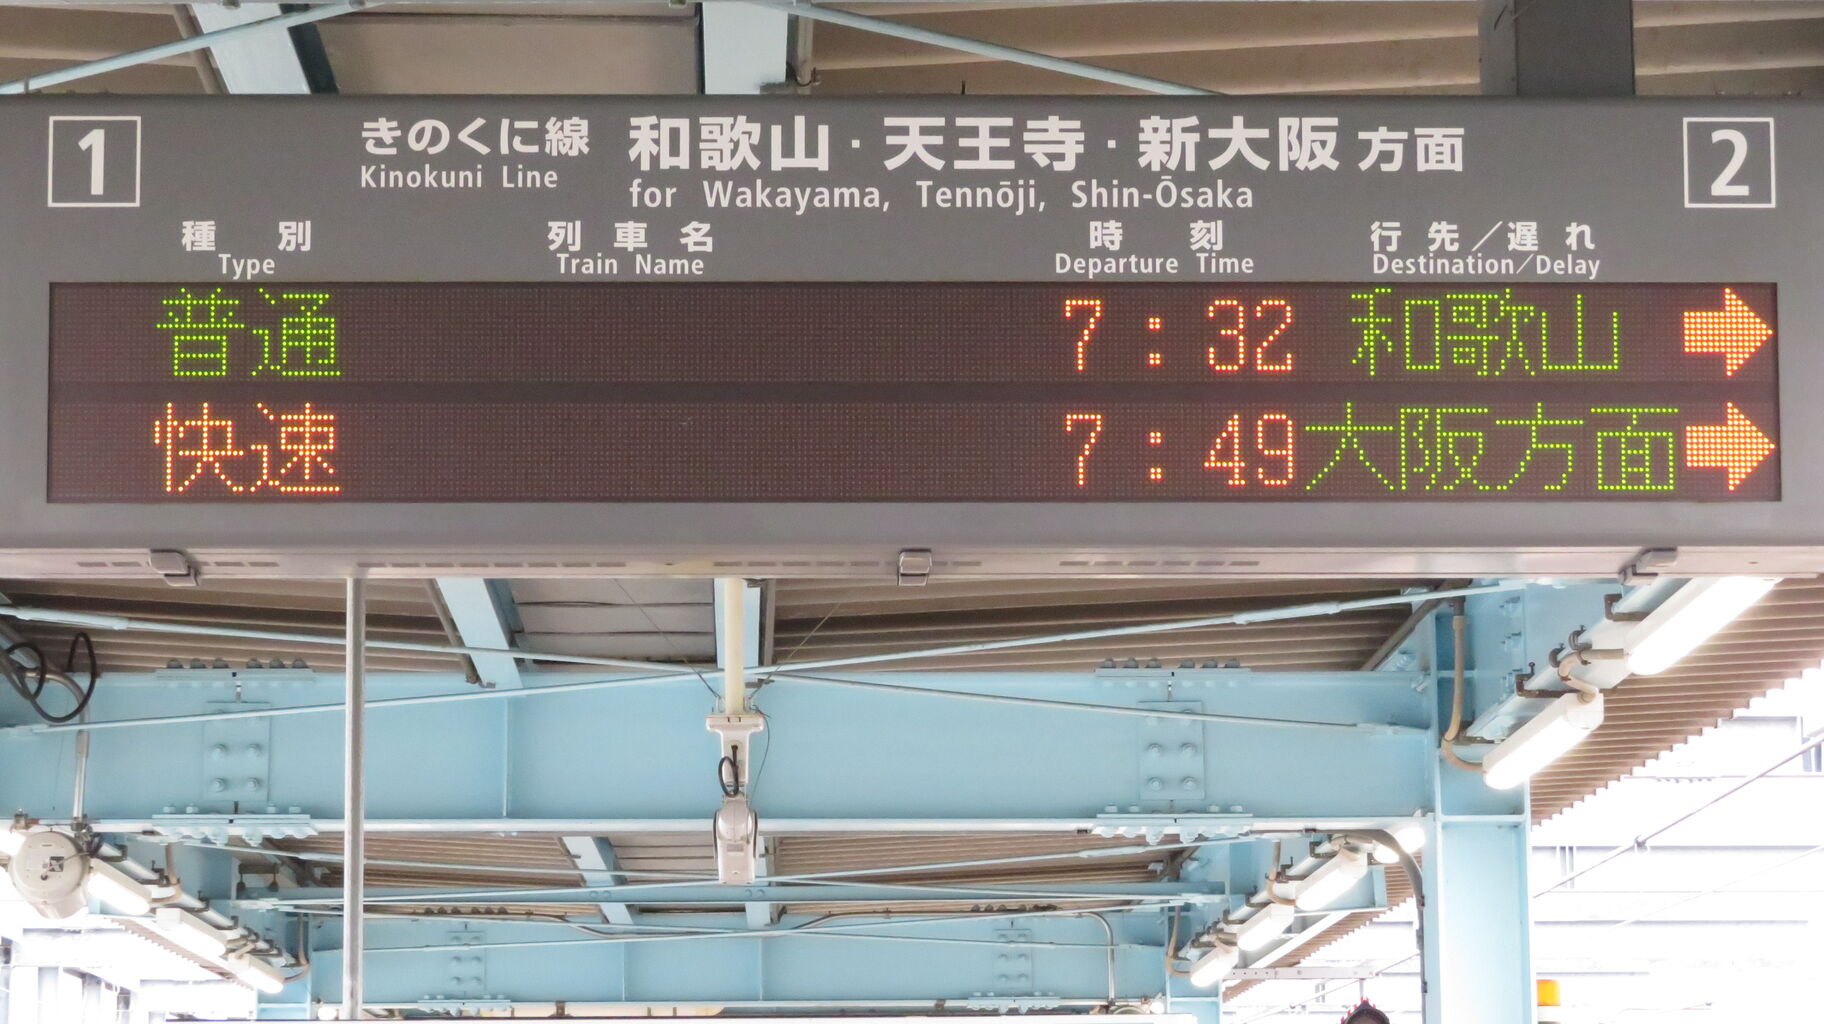 1 きのくに線 和歌山・天王寺・新大阪方面 2
Kinokuni Line for Wakayama, Tennōji, Shin-Ōsaka
種別 列車名 時刻 行先／遅れ
Type Train Name Departure Time Destination/Delay
普通 7:32 和歌山 →
快速 7:49 大阪方面 →